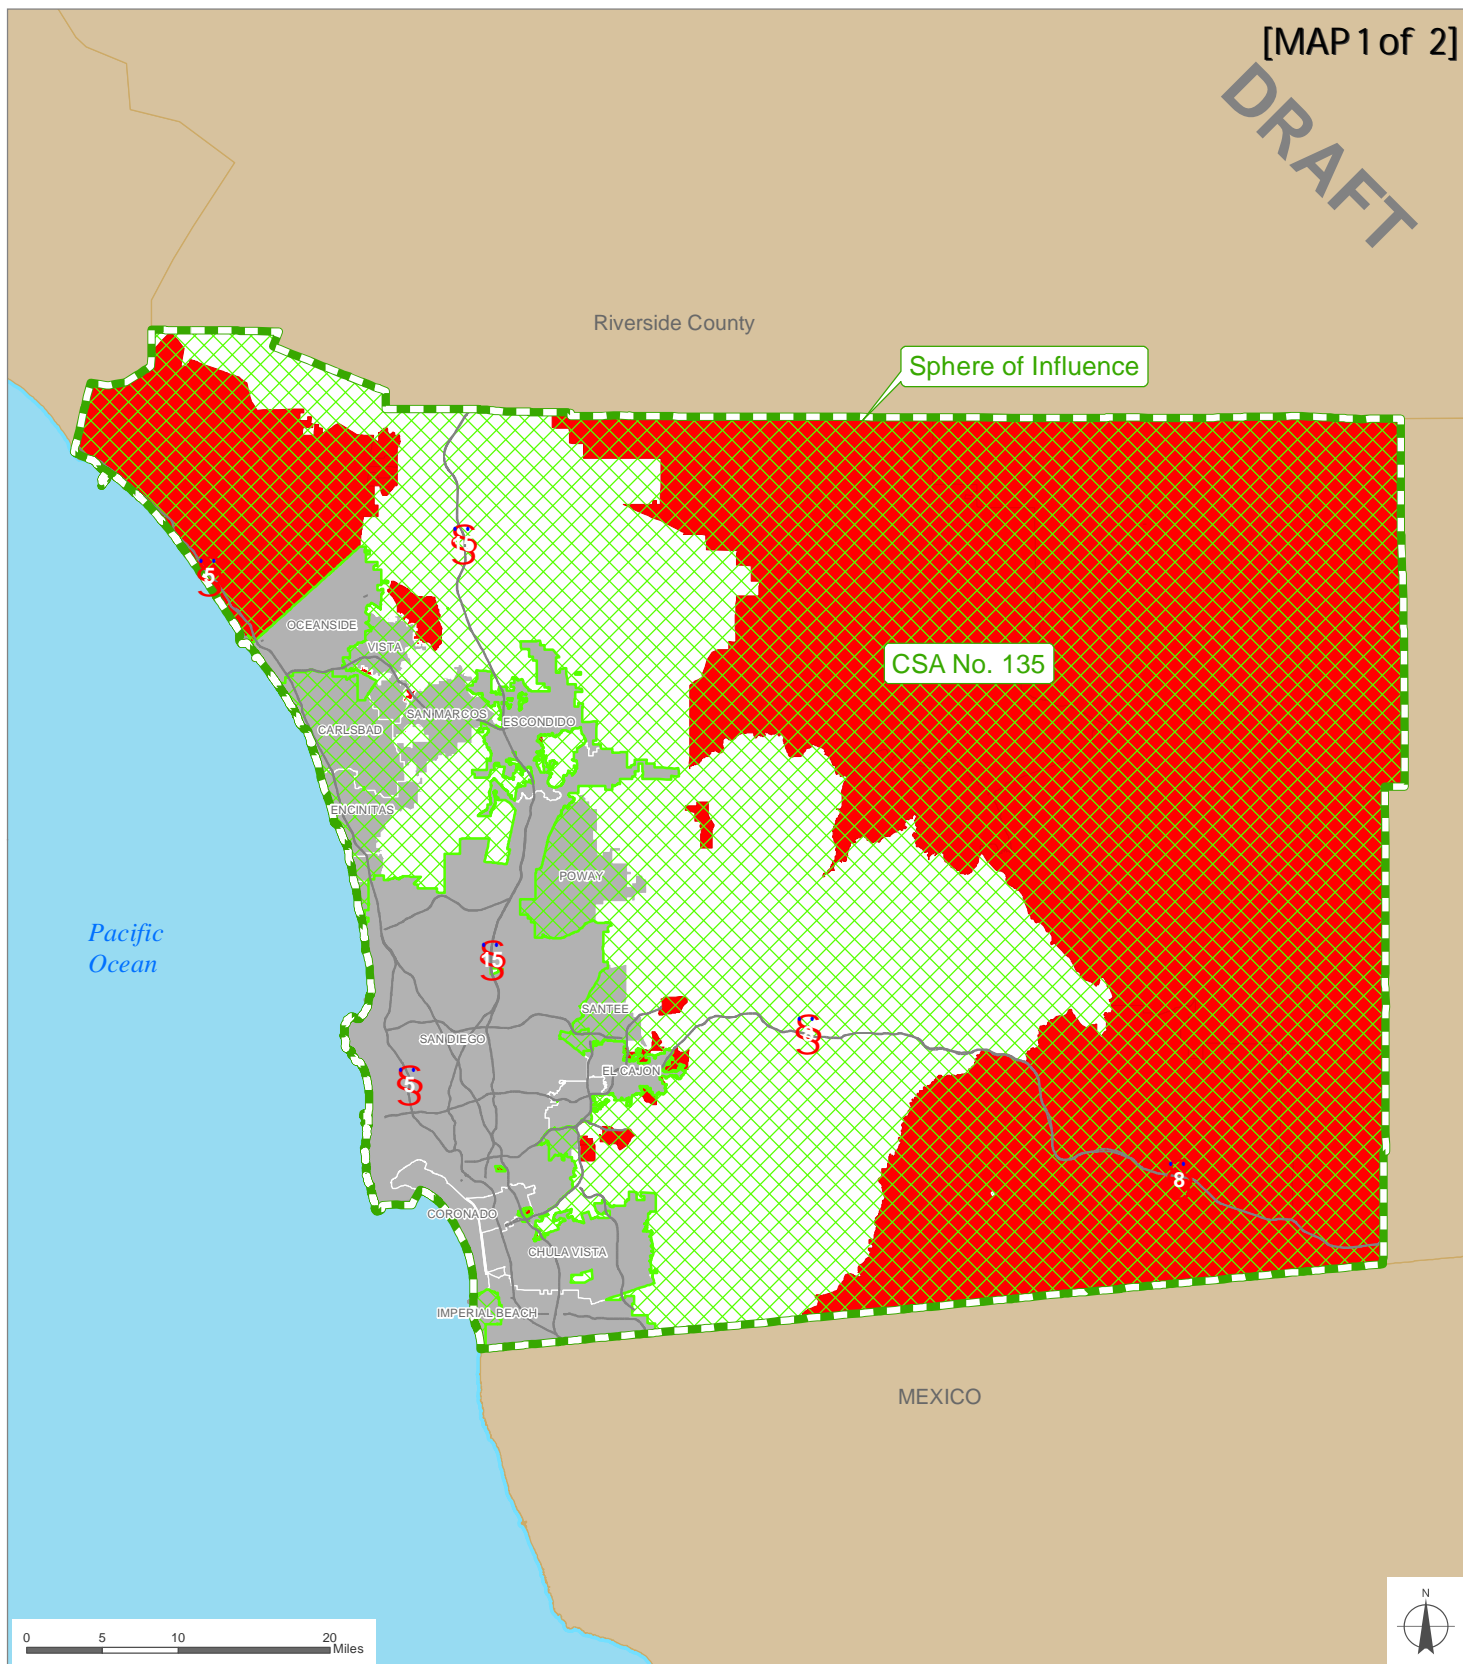 [MAP 1 of 2]
DRAFT
Riverside County
Sphere of Influence
5
OCEANSIDE
VISTA
CSA No. 135
SAN MARCOS
ESCONDIDO
CARLSBAD
ENCINITAS
POWAY
Pacific
Ocean
15
SANTEE
SAN DIEGO
EL CAJON
5
8
CORONADO
CHULA VISTA
IMPERIAL BEACH
MEXICO
N
0 5 10 20
Miles